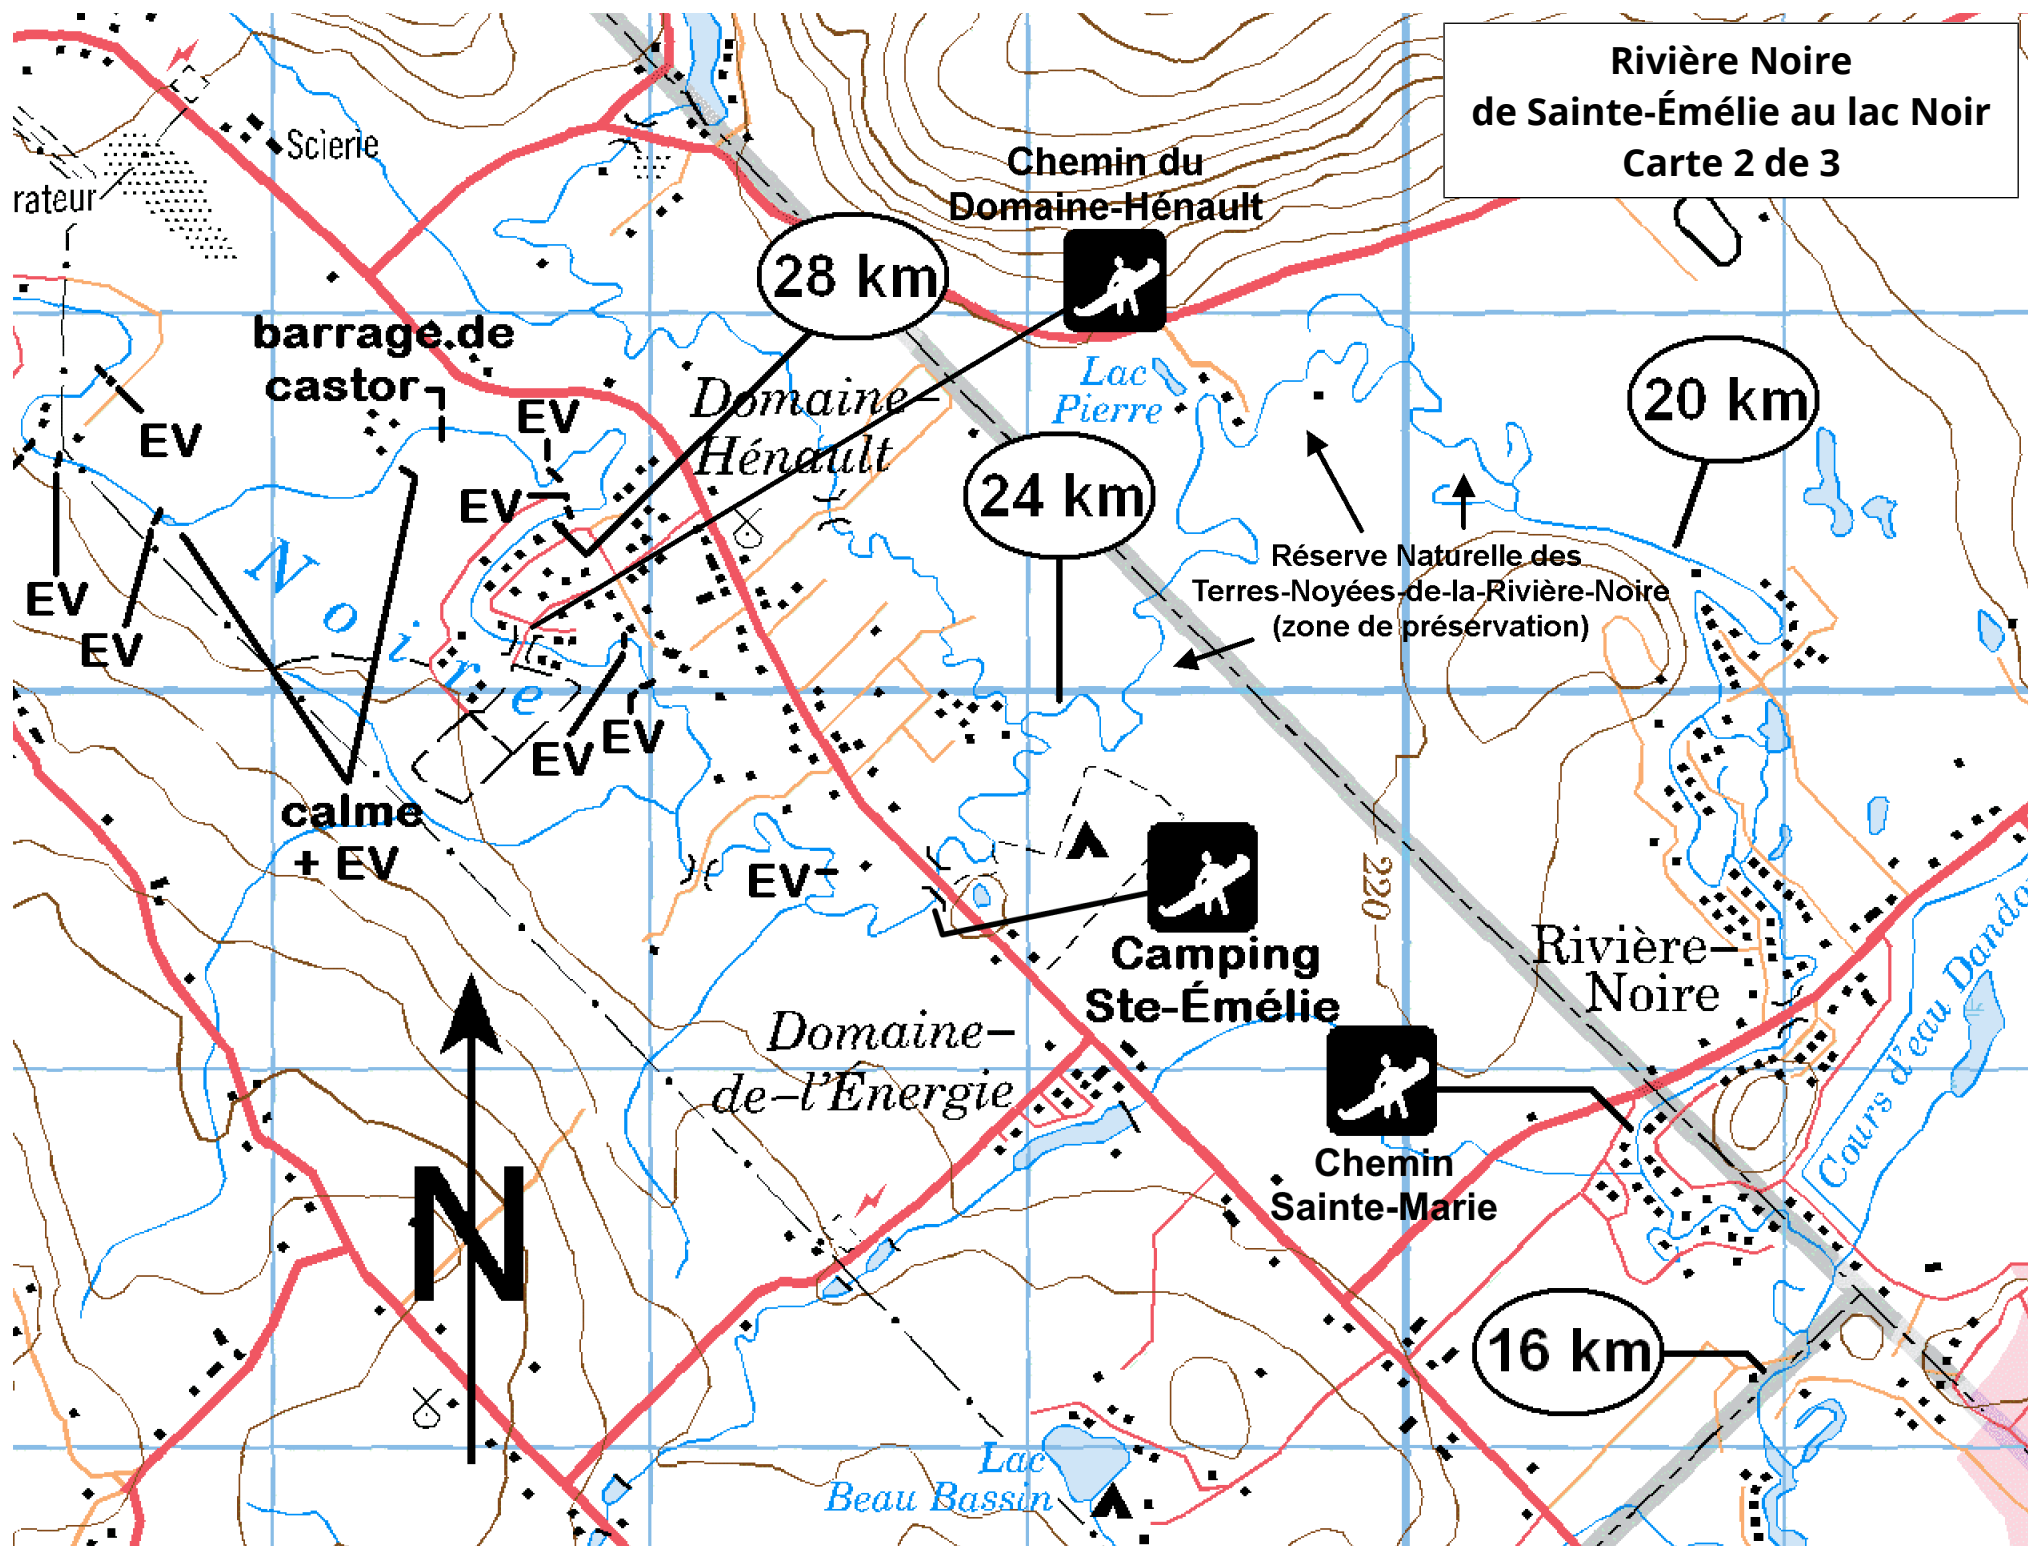 Rivière Noire
de Sainte-Émélie au lac Noir
Carte 2 de 3
Scierie
rateur
Chemin du
Domaine-Hénault
28 km
barrage de
castor
Lac
Pierre
20 km
Domaine-
Hénault
EV
EV
EV
24 km
Réserve Naturelle des
Terres-Noyées-de-la-Rivière-Noire
(zone de préservation)
EV
EV
Noire
EV
EV
calme
+ EV
EV
220
Camping
Ste-Émélie
Rivière-
Noire
Cours d'eau Dando
Domaine-
de-l'Énergie
Chemin
Sainte-Marie
N
16 km
Lac
Beau Bassin